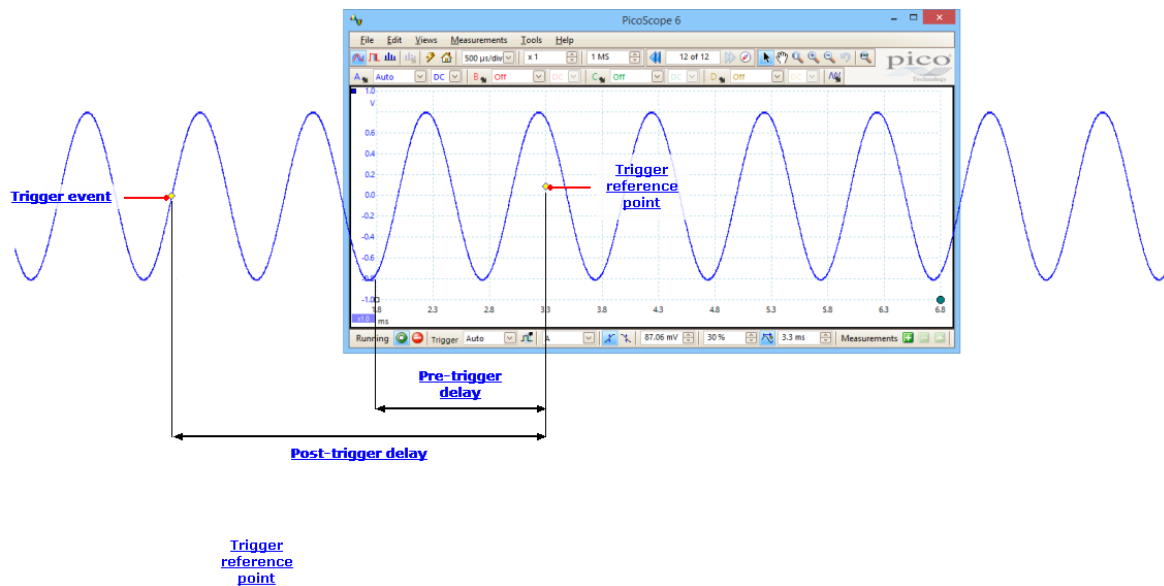 PicoScope 6
File Edit Views Measurements Tools Help
500 µs/div x 1 1 MS 12 of 12
pico
Technology
A Auto DC B Off DC C Off DC D Off DC
1.0
V
0.6
0.4
Trigger
reference
point
0.2
Trigger event
0.0
-0.2
-0.4
-0.6
-0.8
-1.0
1.8 2.3 2.8 3.3 3.8 4.3 4.8 5.3 5.8 6.3 6.8
x1.0 ms
Running Trigger Auto A 87.06 mV 30 % 3.3 ms Measurements
Pre-trigger
delay
Post-trigger delay
Trigger
reference
point